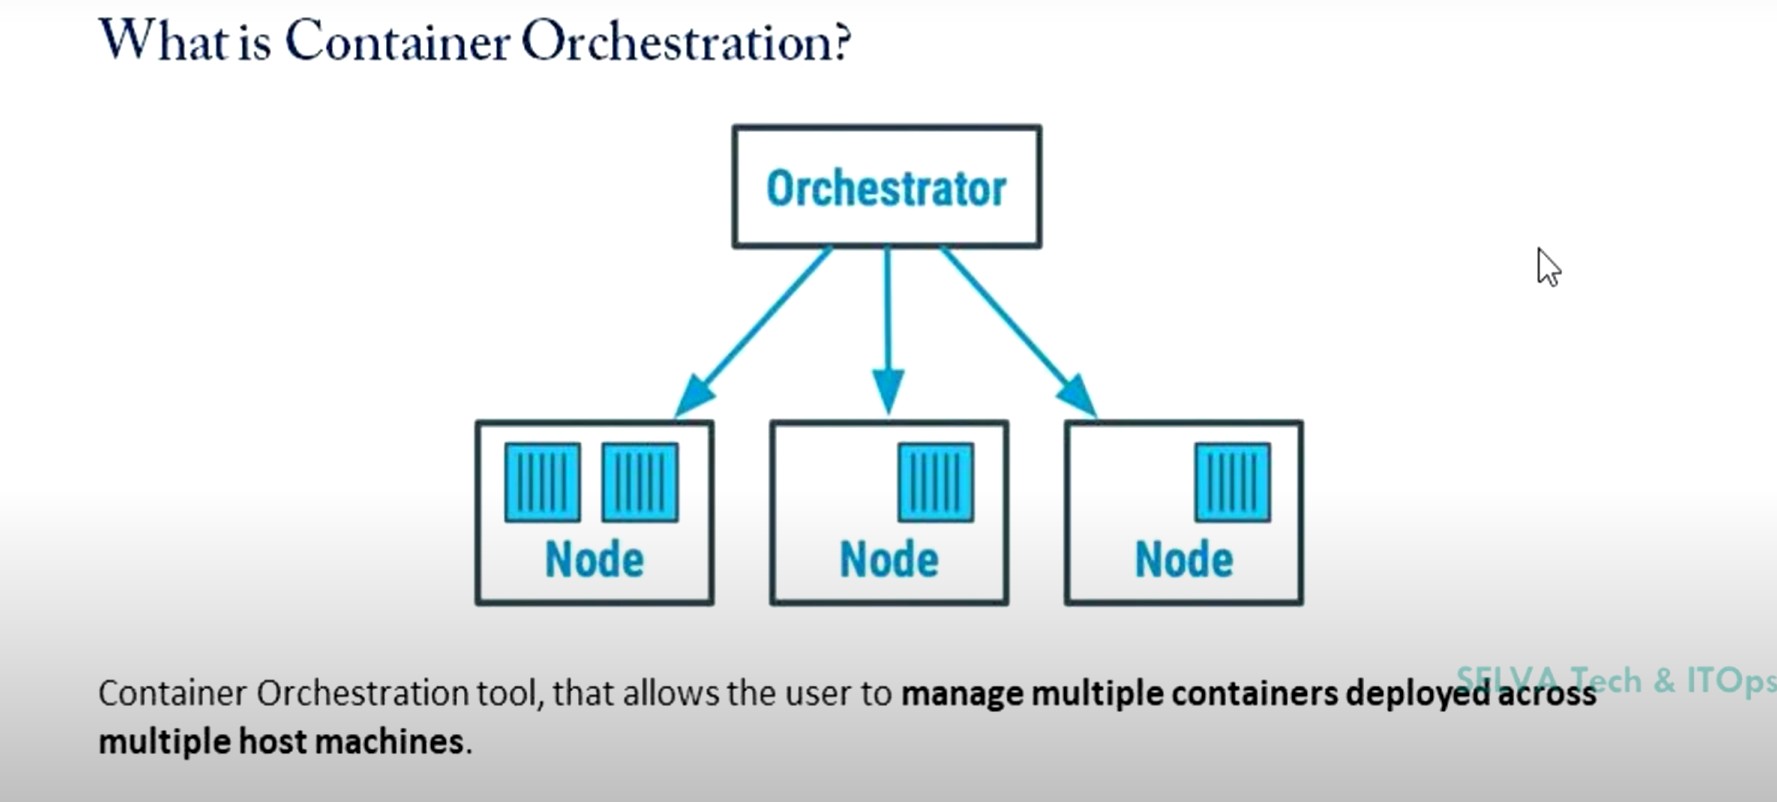 What is Container Orchestration?
Orchestrator
Node
Node
Node
SELVA Tech & ITOps
Container Orchestration tool, that allows the user to manage multiple containers deployed across
multiple host machines.